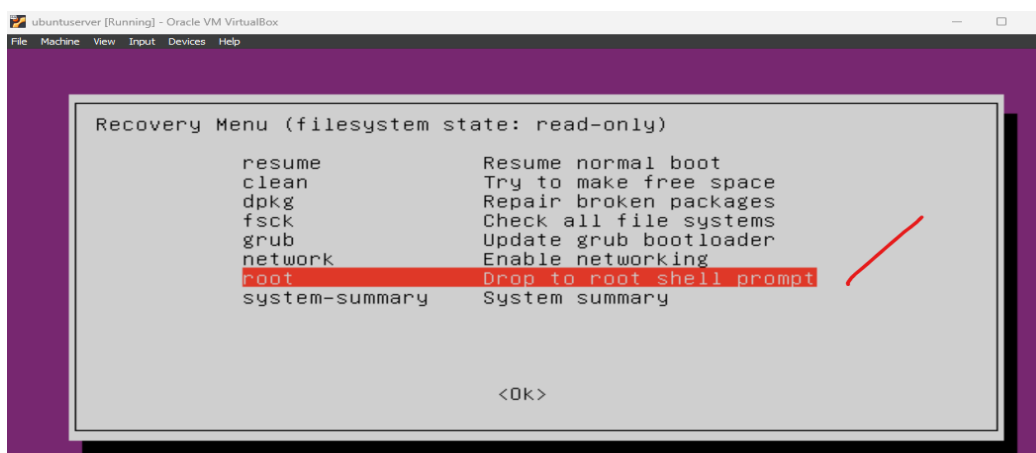 ubuntuserver [Running] - Oracle VM VirtualBox
File Machine View Input Devices Help
Recovery Menu (filesystem state: read-only)
resume Resume normal boot
clean Try to make free space
dpkg Repair broken packages
fsck Check all file systems
grub Update grub bootloader
network Enable networking
root Drop to root shell prompt
system-summary System summary
<Ok>